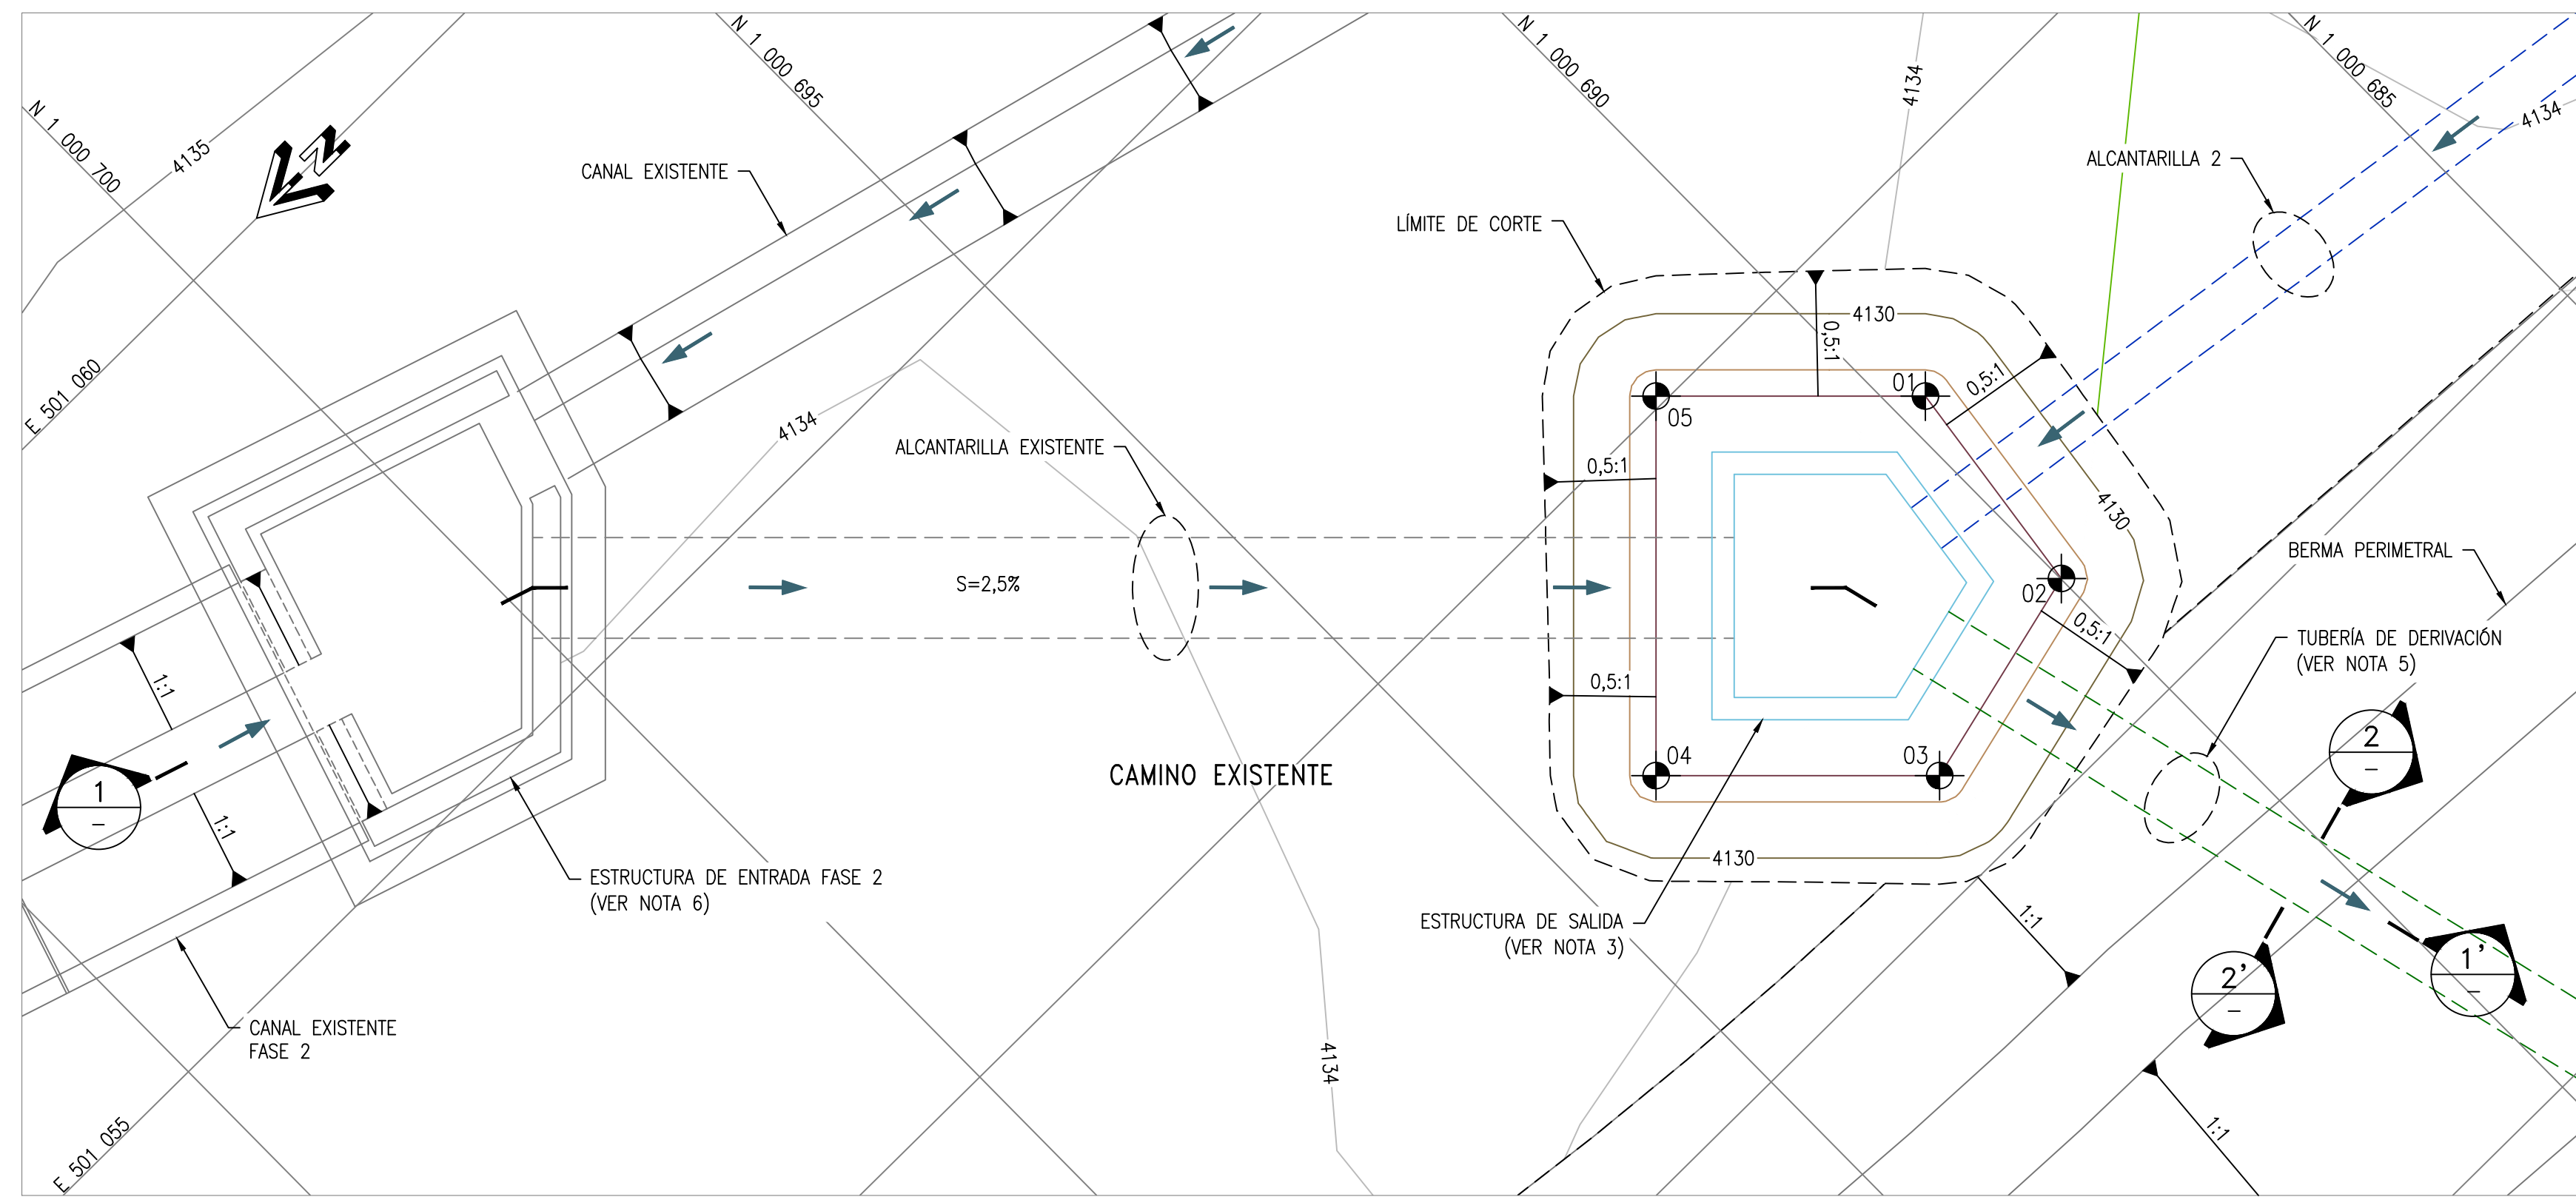 N 1 000 700
N 1 000 695
N 1 000 690
N 1 000 685
4135
4134
4134
N
CANAL EXISTENTE
ALCANTARILLA 2
LÍMITE DE CORTE
4130
0,5:1
0,5:1
01
05
E 501 060
4134
ALCANTARILLA EXISTENTE
0,5:1
4130
S=2,5%
BERMA PERIMETRAL
02
0,5:1
TUBERÍA DE DERIVACIÓN
(VER NOTA 5)
0,5:1
1:1
1:1
1
–
2
–
04
03
CAMINO EXISTENTE
4130
ESTRUCTURA DE ENTRADA FASE 2
(VER NOTA 6)
ESTRUCTURA DE SALIDA
(VER NOTA 3)
1:1
1'
–
2'
–
CANAL EXISTENTE
FASE 2
4134
E 501 055
1:1